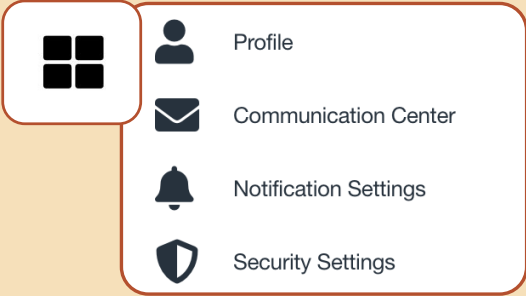 Profile
Communication Center
Notification Settings
Security Settings